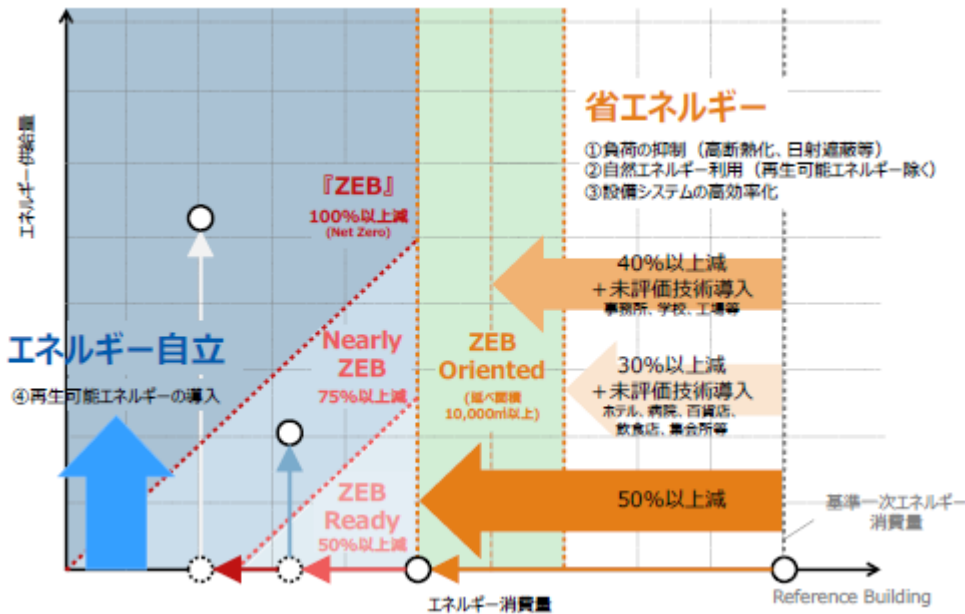 エネルギー供給量
省エネルギー
①負荷の抑制（高断熱化、日射遮蔽等）
②自然エネルギー利用（再生可能エネルギー除く）
③設備システムの高効率化
『ZEB』
100%以上減
(Net Zero)
40%以上減
＋未評価技術導入
事務所、学校、工場等
エネルギー自立
④再生可能エネルギーの導入
Nearly
ZEB
75%以上減
ZEB
Oriented
(延べ面積
10,000㎡以上)
30%以上減
＋未評価技術導入
ホテル、病院、百貨店、
飲食店、集会所等
ZEB
Ready
50%以上減
50%以上減
基準一次エネルギー
消費量
エネルギー消費量
Reference Building